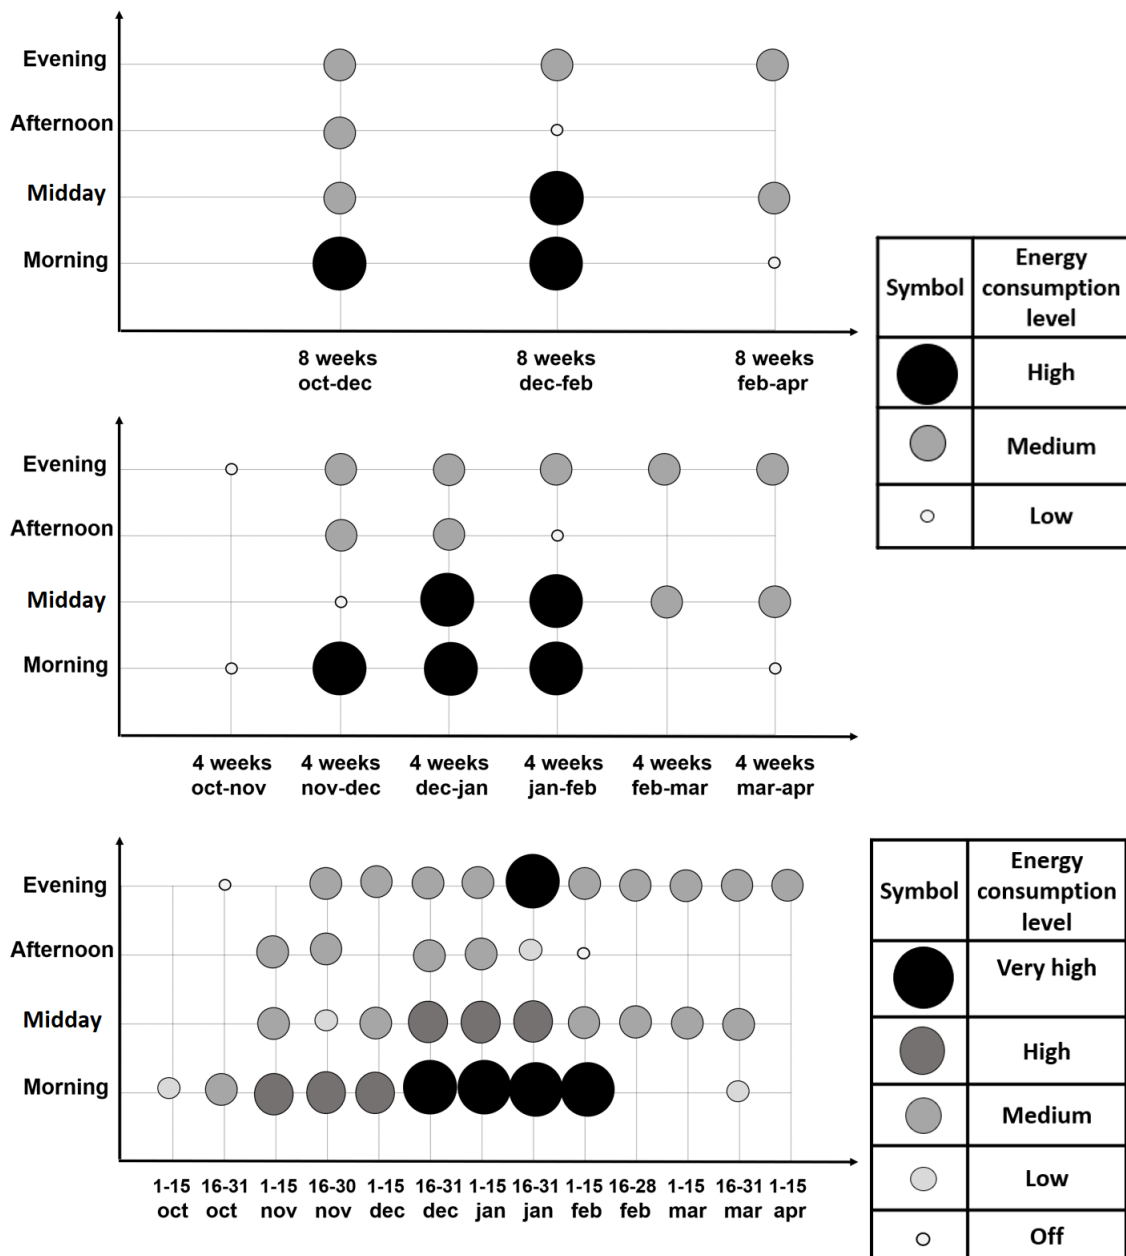 Evening
Afternoon
Midday
Morning
8 weeks
oct-dec
8 weeks
dec-feb
8 weeks
feb-apr
Symbol
Energy
consumption
level
High
Medium
Low
Evening
Afternoon
Midday
Morning
4 weeks
oct-nov
4 weeks
nov-dec
4 weeks
dec-jan
4 weeks
jan-feb
4 weeks
feb-mar
4 weeks
mar-apr
Evening
Afternoon
Midday
Morning
1-15
oct
16-31
oct
1-15
nov
16-30
nov
1-15
dec
16-31
dec
1-15
jan
16-31
jan
1-15
feb
16-28
feb
1-15
mar
16-31
mar
1-15
apr
Symbol
Energy
consumption
level
Very high
High
Medium
Low
Off